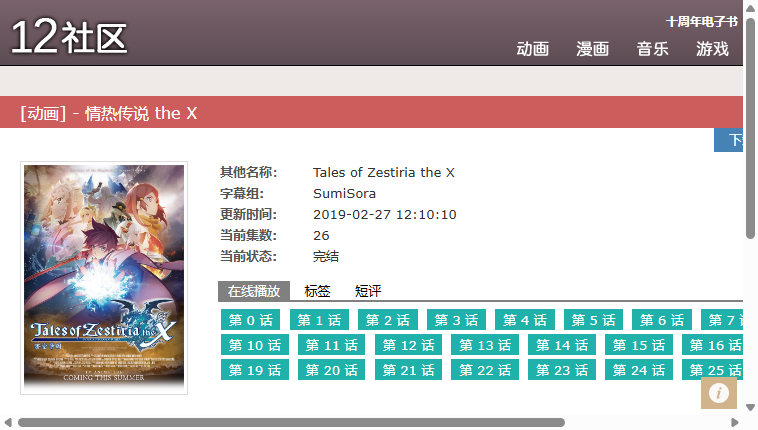 12社区
十周年电子书
动画 漫画 音乐 游戏
[动画] - 情热传说 the X
其他名称: Tales of Zestiria the X
字幕组: SumiSora
更新时间: 2019-02-27 12:10:10
当前集数: 26
当前状态: 完结
在线播放 标签 短评
第 0 话 第 1 话 第 2 话 第 3 话 第 4 话 第 5 话 第 6 话 第 7
第 10 话 第 11 话 第 12 话 第 13 话 第 14 话 第 15 话 第 16 话
第 19 话 第 20 话 第 21 话 第 22 话 第 23 话 第 24 话 第 25 话
Tales of Zestiria the X
COMING THIS SUMMER